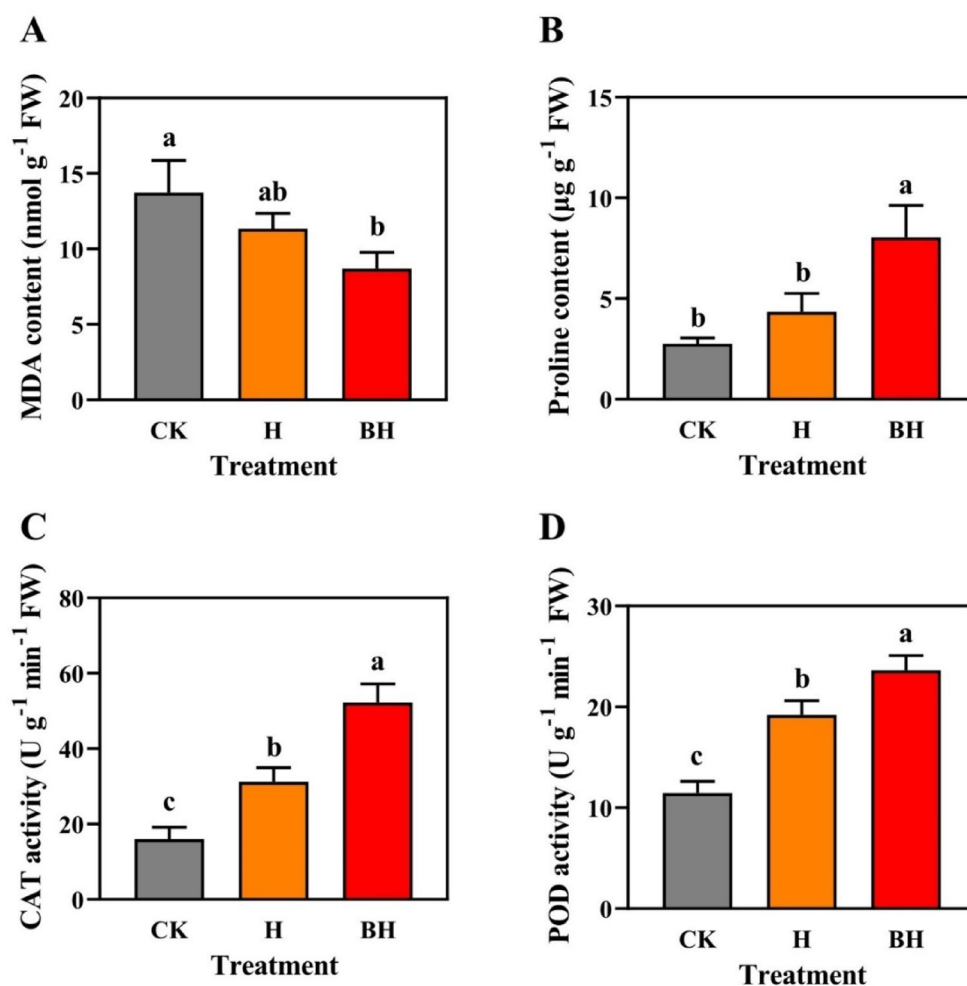 A
MDA content (nmol g⁻¹ FW)
20
15
10
5
0
a
ab
b
CK H BH
Treatment
B
Proline content (µg g⁻¹ FW)
15
10
5
0
b
b
a
CK H BH
Treatment
C
CAT activity (U g⁻¹ min⁻¹ FW)
80
60
40
20
0
c
b
a
CK H BH
Treatment
D
POD activity (U g⁻¹ min⁻¹ FW)
30
20
10
0
c
b
a
CK H BH
Treatment